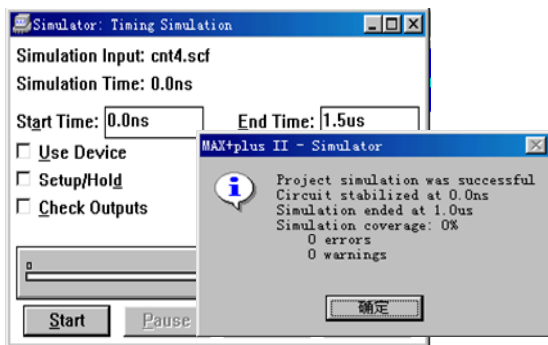 Simulator: Timing Simulation
Simulation Input: cnt4.scf
Simulation Time: 0.0ns
Start Time: 0.0ns End Time: 1.5us
Use Device
Setup/Hold
Check Outputs
0
Start Pause
MAX+plus II - Simulator
Project simulation was successful
Circuit stabilized at 0.0ns
Simulation ended at 1.0us
Simulation coverage: 0%
0 errors
0 warnings
确定